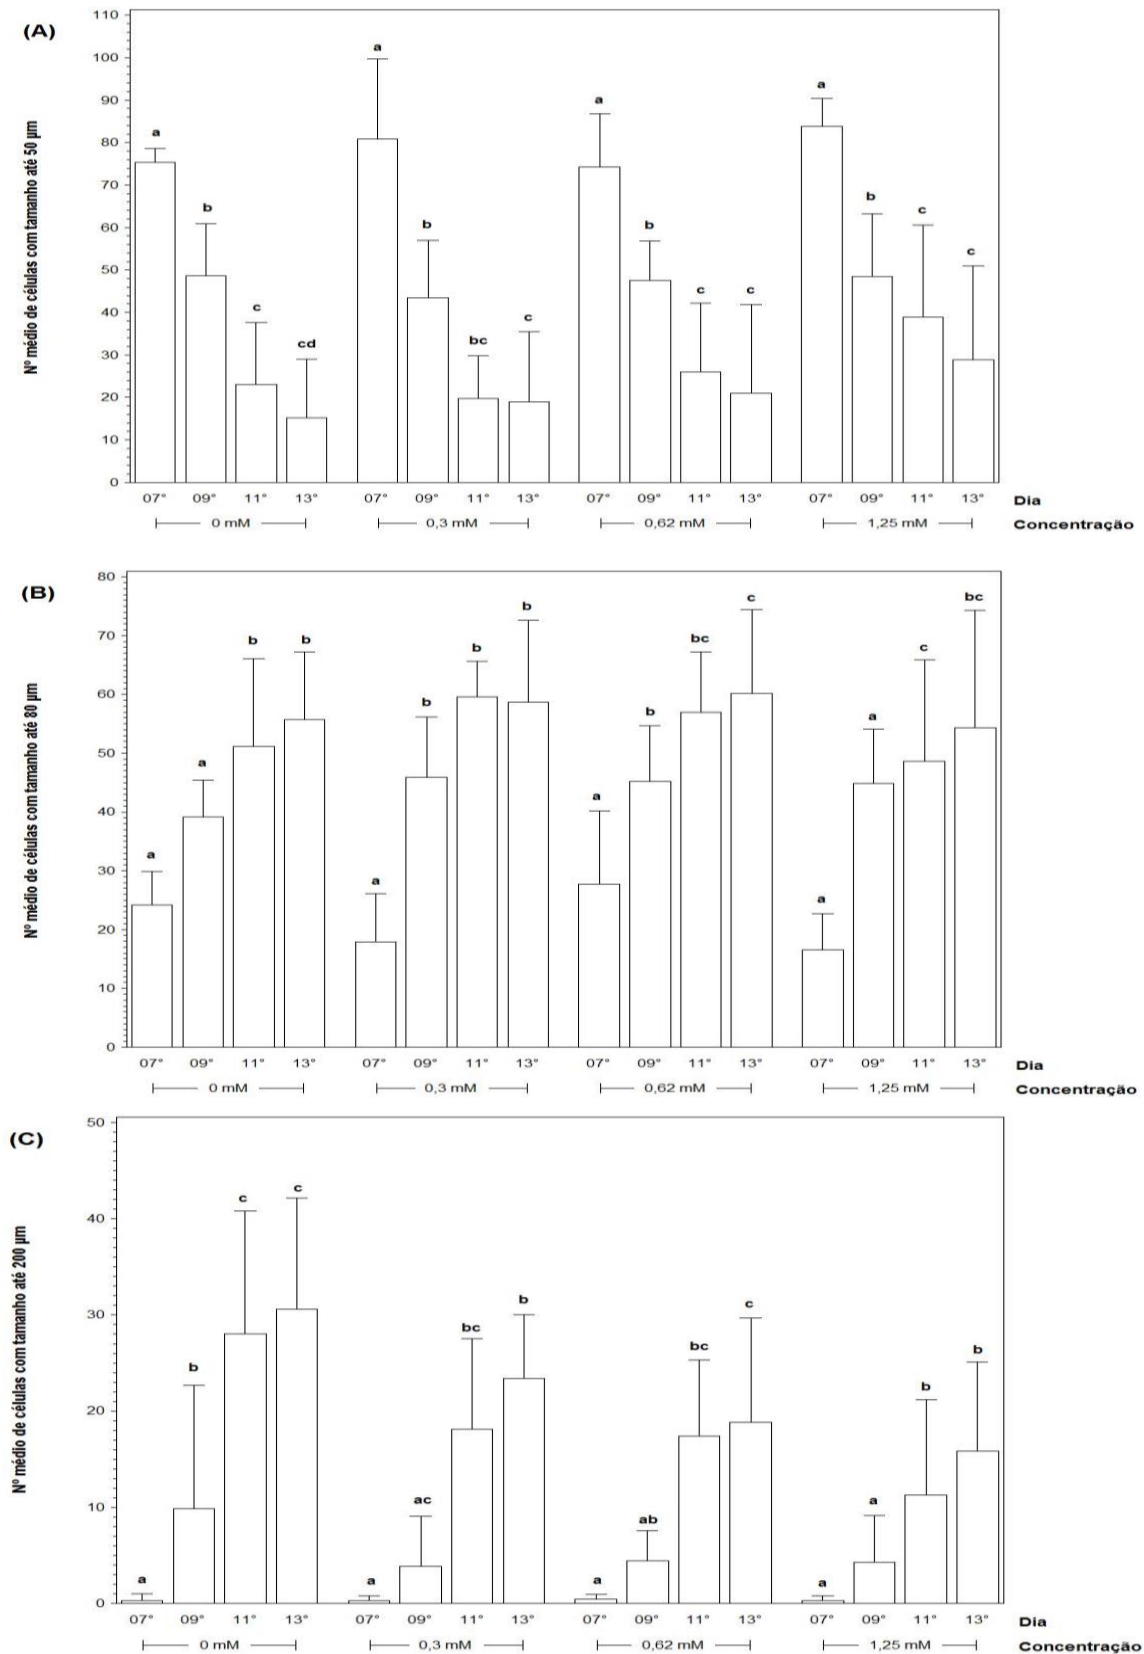 (A)
Nº médio de células com tamanho até 50 µm
110
100
90
80
70
60
50
40
30
20
10
0
a
b
c
cd
a
b
bc
c
a
b
c
c
a
b
c
c
07° 09° 11° 13° 07° 09° 11° 13° 07° 09° 11° 13° 07° 09° 11° 13° Dia
0 mM 0,3 mM 0,62 mM 1,25 mM Concentração
(B)
Nº médio de células com tamanho até 80 µm
80
70
60
50
40
30
20
10
0
a
a
b
b
a
b
b
b
a
b
bc
c
a
a
c
bc
07° 09° 11° 13° 07° 09° 11° 13° 07° 09° 11° 13° 07° 09° 11° 13° Dia
0 mM 0,3 mM 0,62 mM 1,25 mM Concentração
(C)
Nº médio de células com tamanho até 200 µm
50
40
30
20
10
0
a
b
c
c
a
ac
bc
b
a
ab
bc
c
a
a
b
b
07° 09° 11° 13° 07° 09° 11° 13° 07° 09° 11° 13° 07° 09° 11° 13° Dia
0 mM 0,3 mM 0,62 mM 1,25 mM Concentração